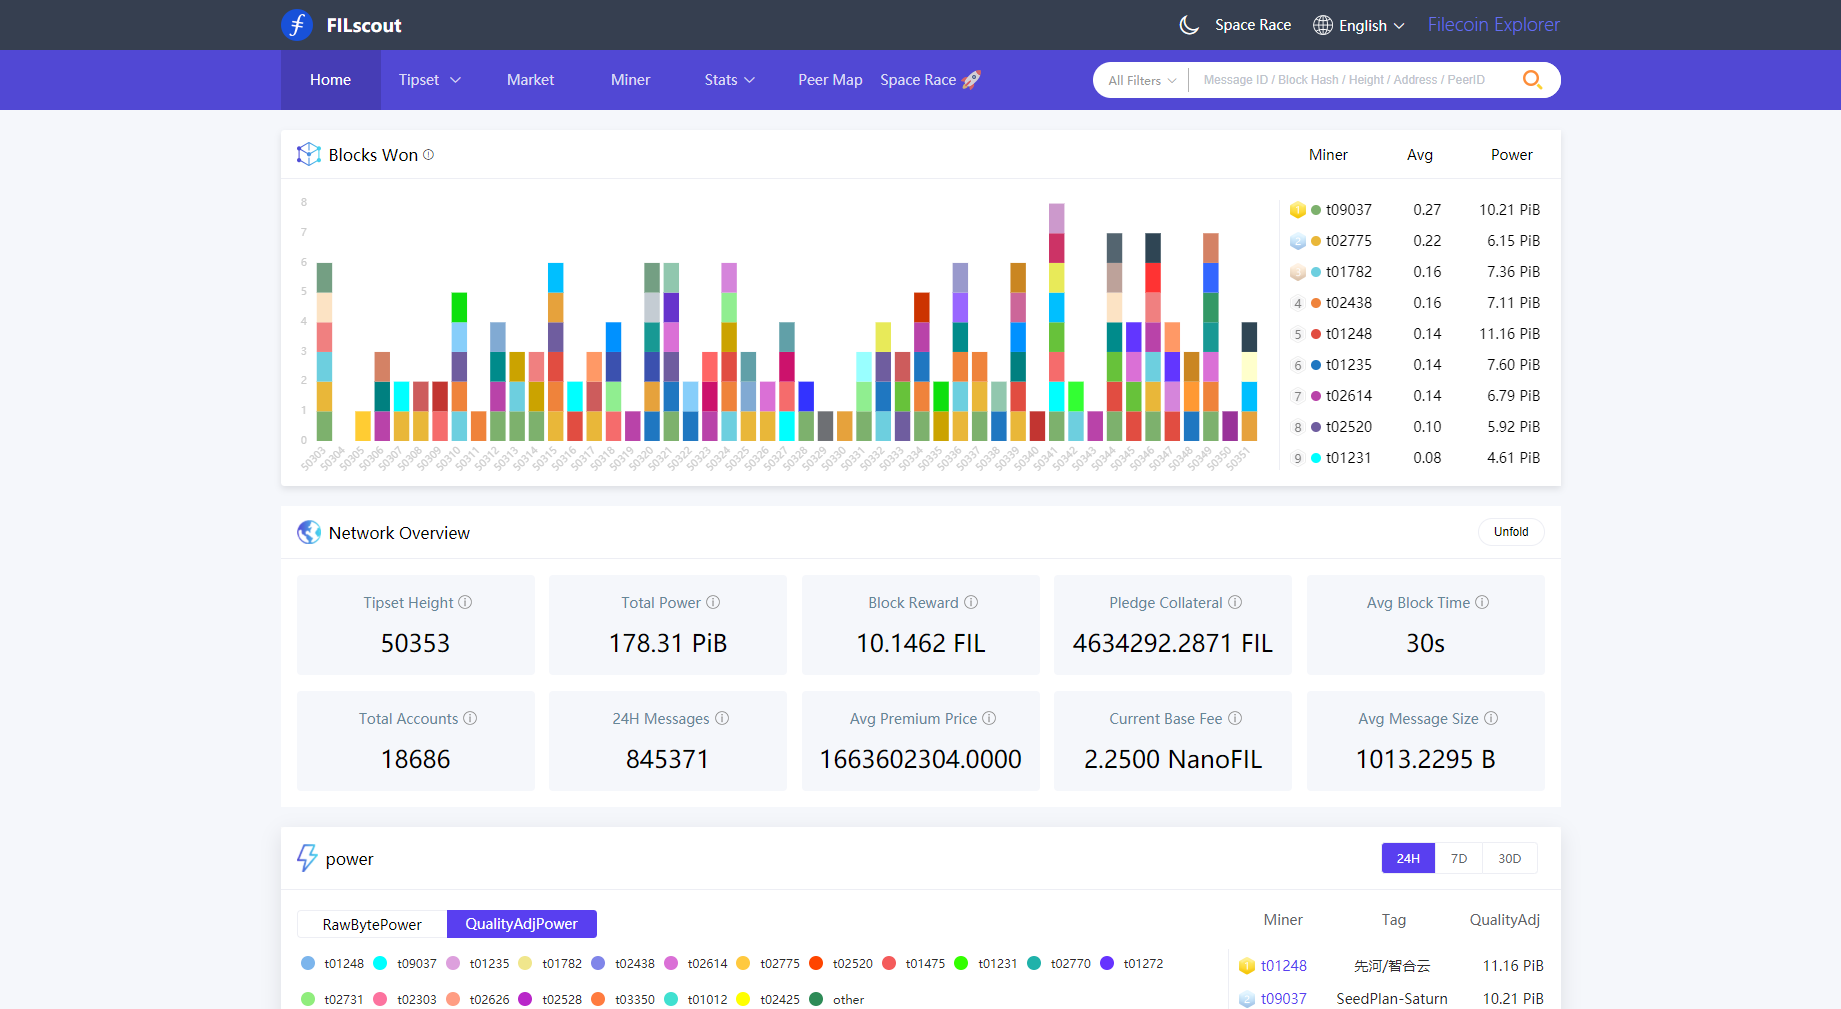 FILscout
Space Race
English
Filecoin Explorer
Home
Tipset
Market
Miner
Stats
Peer Map
Space Race
All Filters
Message ID / Block Hash / Height / Address / PeerID
Blocks Won
Miner Avg Power
8
7
6
5
4
3
2
1
0
50303 50304 50305 50306 50307 50308 50309 50310 50311 50312 50313 50314 50315 50316 50317 50318 50319 50320 50321 50322 50323 50324 50325 50326 50327 50328 50329 50330 50331 50332 50333 50334 50335 50336 50337 50338 50339 50340 50341 50342 50343 50344 50345 50346 50347 50348 50349 50350 50351
1 t09037 0.27 10.21 PiB
2 t02775 0.22 6.15 PiB
3 t01782 0.16 7.36 PiB
4 t02438 0.16 7.11 PiB
5 t01248 0.14 11.16 PiB
6 t01235 0.14 7.60 PiB
7 t02614 0.14 6.79 PiB
8 t02520 0.10 5.92 PiB
9 t01231 0.08 4.61 PiB
Network Overview
Unfold
Tipset Height
50353
Total Power
178.31 PiB
Block Reward
10.1462 FIL
Pledge Collateral
4634292.2871 FIL
Avg Block Time
30s
Total Accounts
18686
24H Messages
845371
Avg Premium Price
1663602304.0000
Current Base Fee
2.2500 NanoFIL
Avg Message Size
1013.2295 B
power
24H 7D 30D
RawBytePower QualityAdjPower
t01248 t09037 t01235 t01782 t02438 t02614 t02775 t02520 t01475 t01231 t02770 t01272
t02731 t02303 t02626 t02528 t03350 t01012 t02425 other
Miner Tag QualityAdj
1 t01248 先河/智合云 11.16 PiB
2 t09037 SeedPlan-Saturn 10.21 PiB